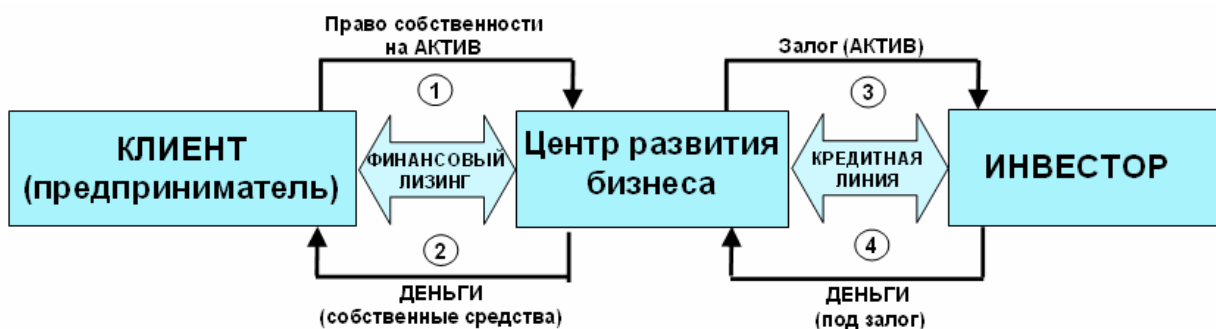 Право собственности
на АКТИВ
Залог (АКТИВ)
1
3
КЛИЕНТ
(предприниматель)
ФИНАНСОВЫЙ
ЛИЗИНГ
Центр развития
бизнеса
КРЕДИТНАЯ
ЛИНИЯ
ИНВЕСТОР
2
4
ДЕНЬГИ
(собственные средства)
ДЕНЬГИ
(под залог)